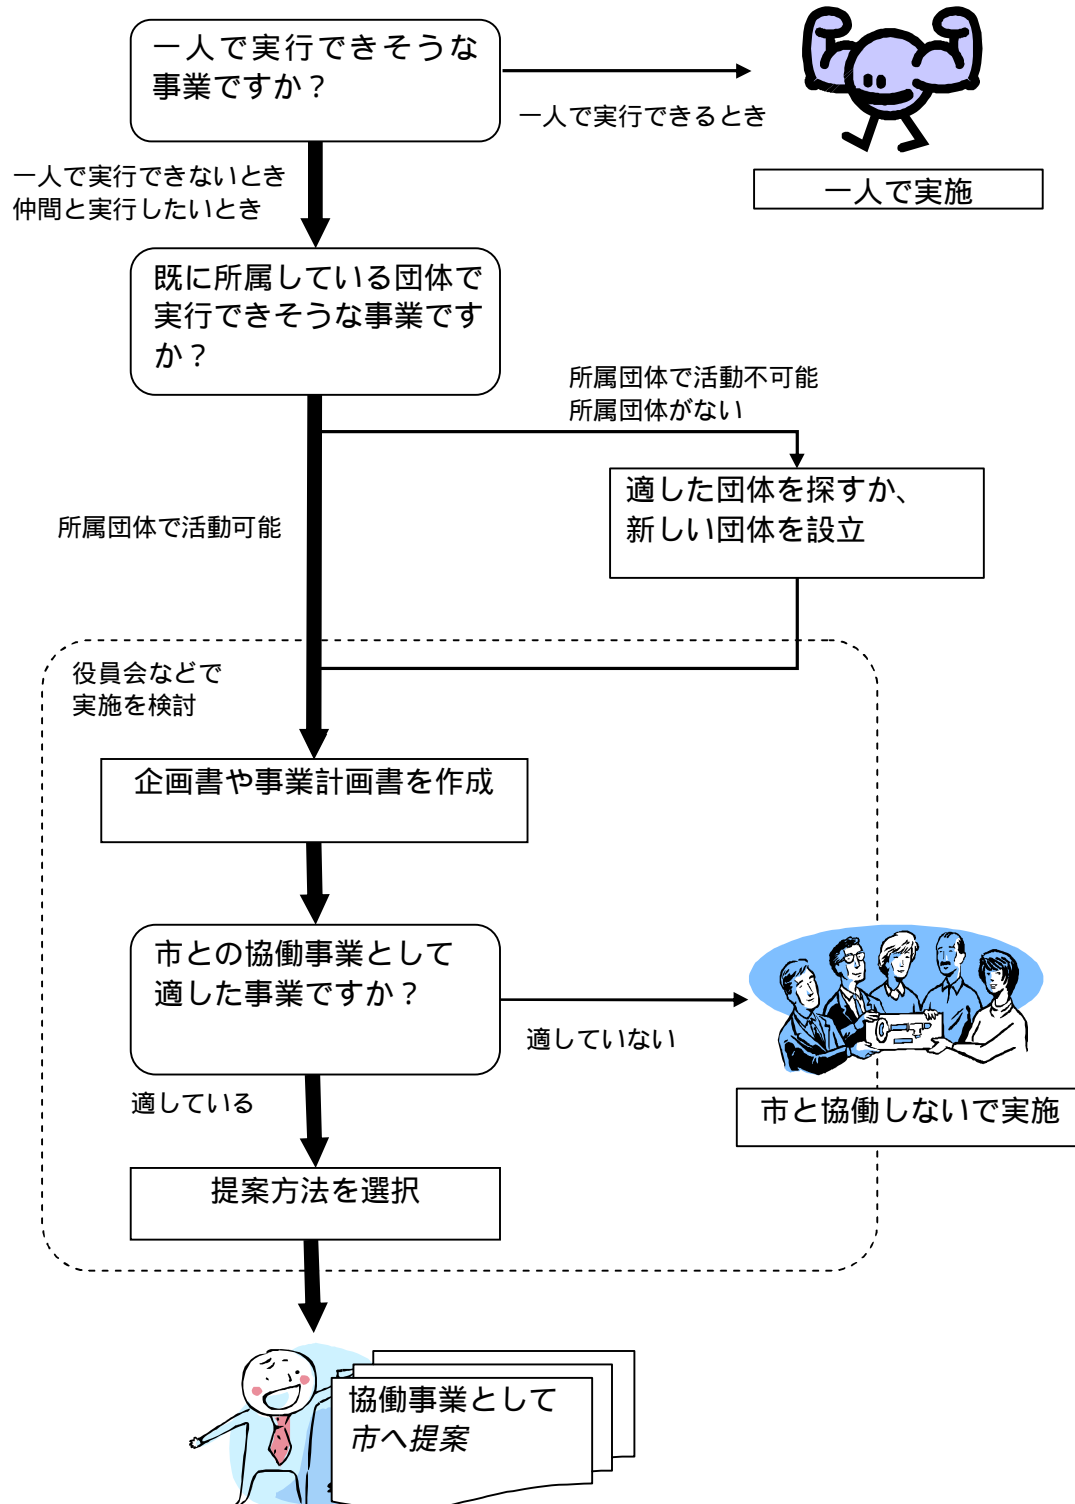 一人で実行できそうな
事業ですか？
一人で実行できるとき
一人で実施
一人で実行できないとき
仲間と実行したいとき
既に所属している団体で
実行できそうな事業です
か？
所属団体で活動不可能
所属団体がない
適した団体を探すか、
新しい団体を設立
所属団体で活動可能
役員会などで
実施を検討
企画書や事業計画書を作成
市との協働事業として
適した事業ですか？
適していない
市と協働しないで実施
適している
提案方法を選択
協働事業として
市へ提案